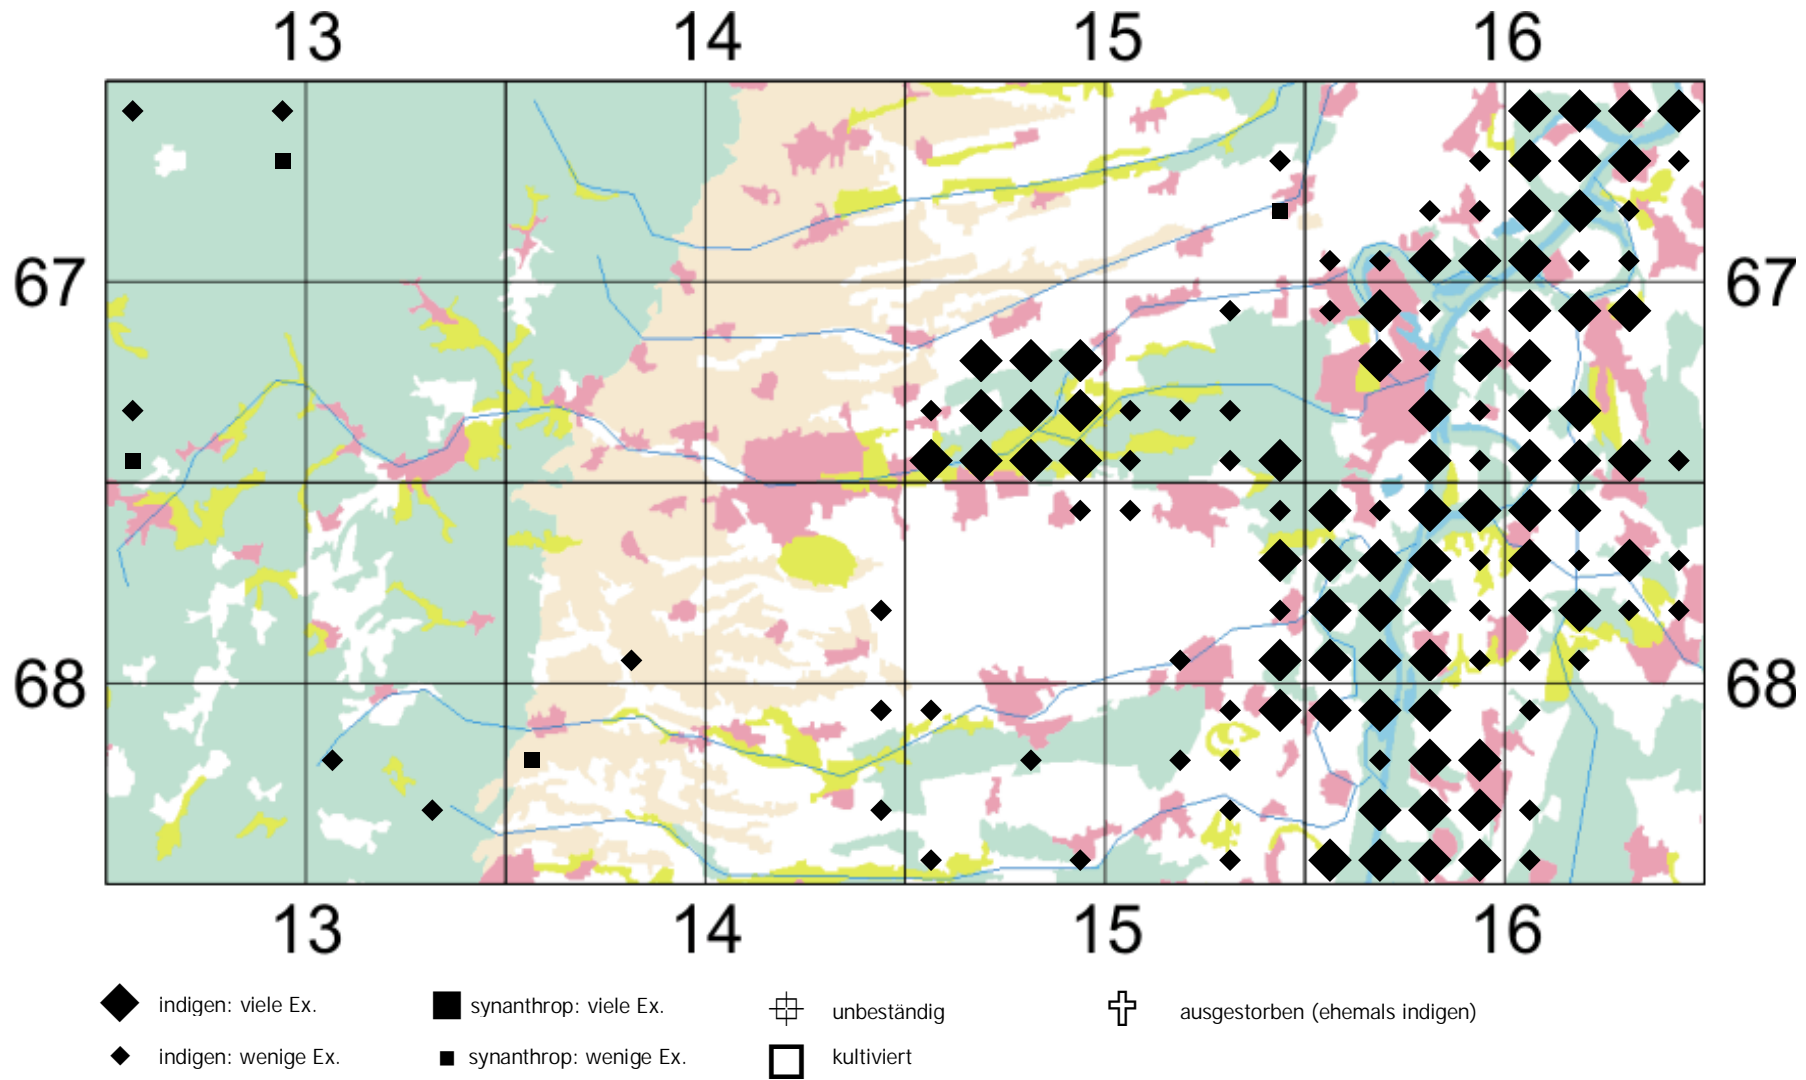 13 14 15 16
67 67
68 68
13 14 15 16
indigen: viele Ex. synanthrop: viele Ex. unbeständig ausgestorben (ehemals indigen)
indigen: wenige Ex. synanthrop: wenige Ex. kultiviert